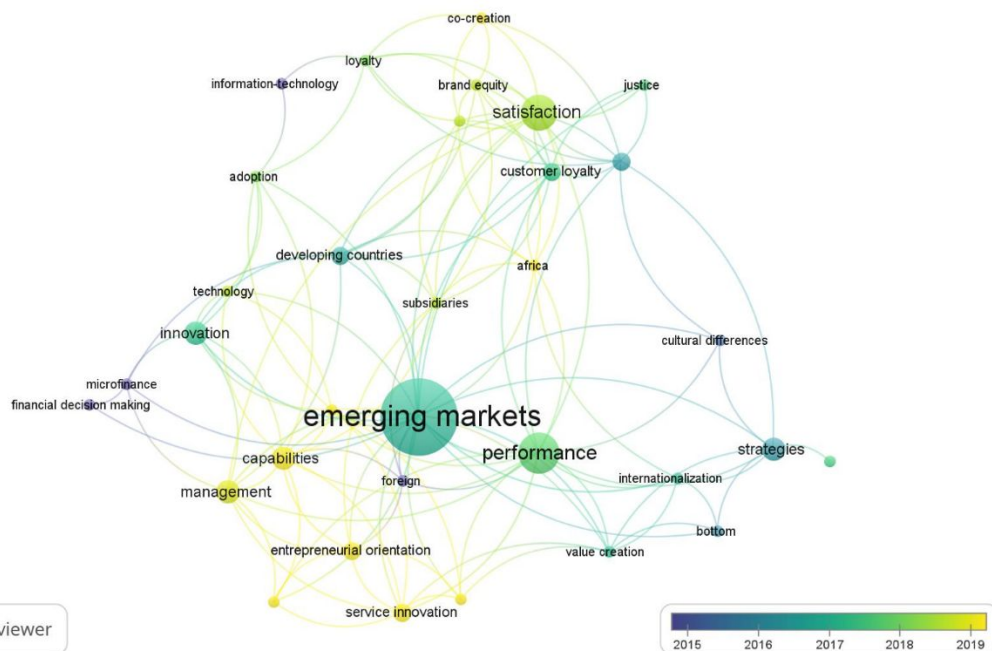 co-creation
loyalty
information-technology
brand equity
justice
satisfaction
customer loyalty
adoption
developing countries
africa
technology
subsidiaries
innovation
cultural differences
microfinance
financial decision making
emerging markets
performance
strategies
capabilities
foreign
internationalization
management
bottom
entrepreneurial orientation
value creation
service innovation
viewer
2015 2016 2017 2018 2019